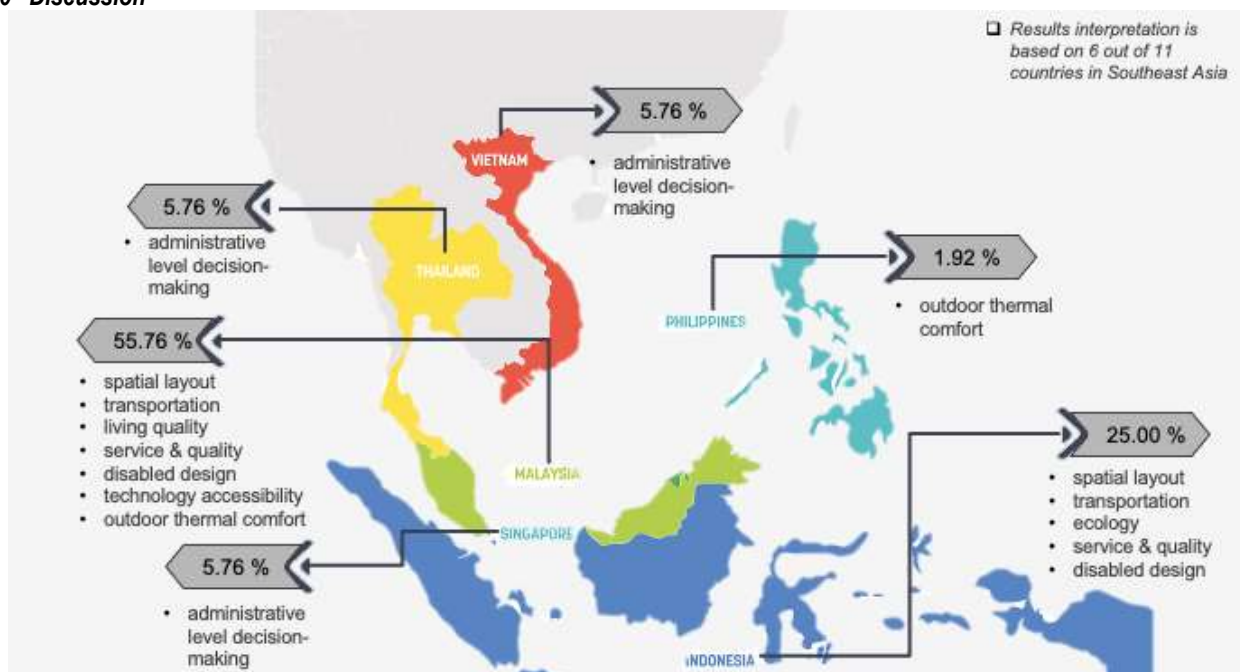 Discussion
Results interpretation is
based on 6 out of 11
countries in Southeast Asia
5.76 %
• administrative
level decision-
making
VIETNAM
5.76 %
• administrative
level decision-
making
THAILAND
1.92 %
• outdoor thermal
comfort
PHILIPPINES
55.76 %
• spatial layout
• transportation
• living quality
• service & quality
• disabled design
• technology accessibility
• outdoor thermal comfort
MALAYSIA
25.00 %
• spatial layout
• transportation
• ecology
• service & quality
• disabled design
SINGAPORE
5.76 %
• administrative
level decision-
making
INDONESIA